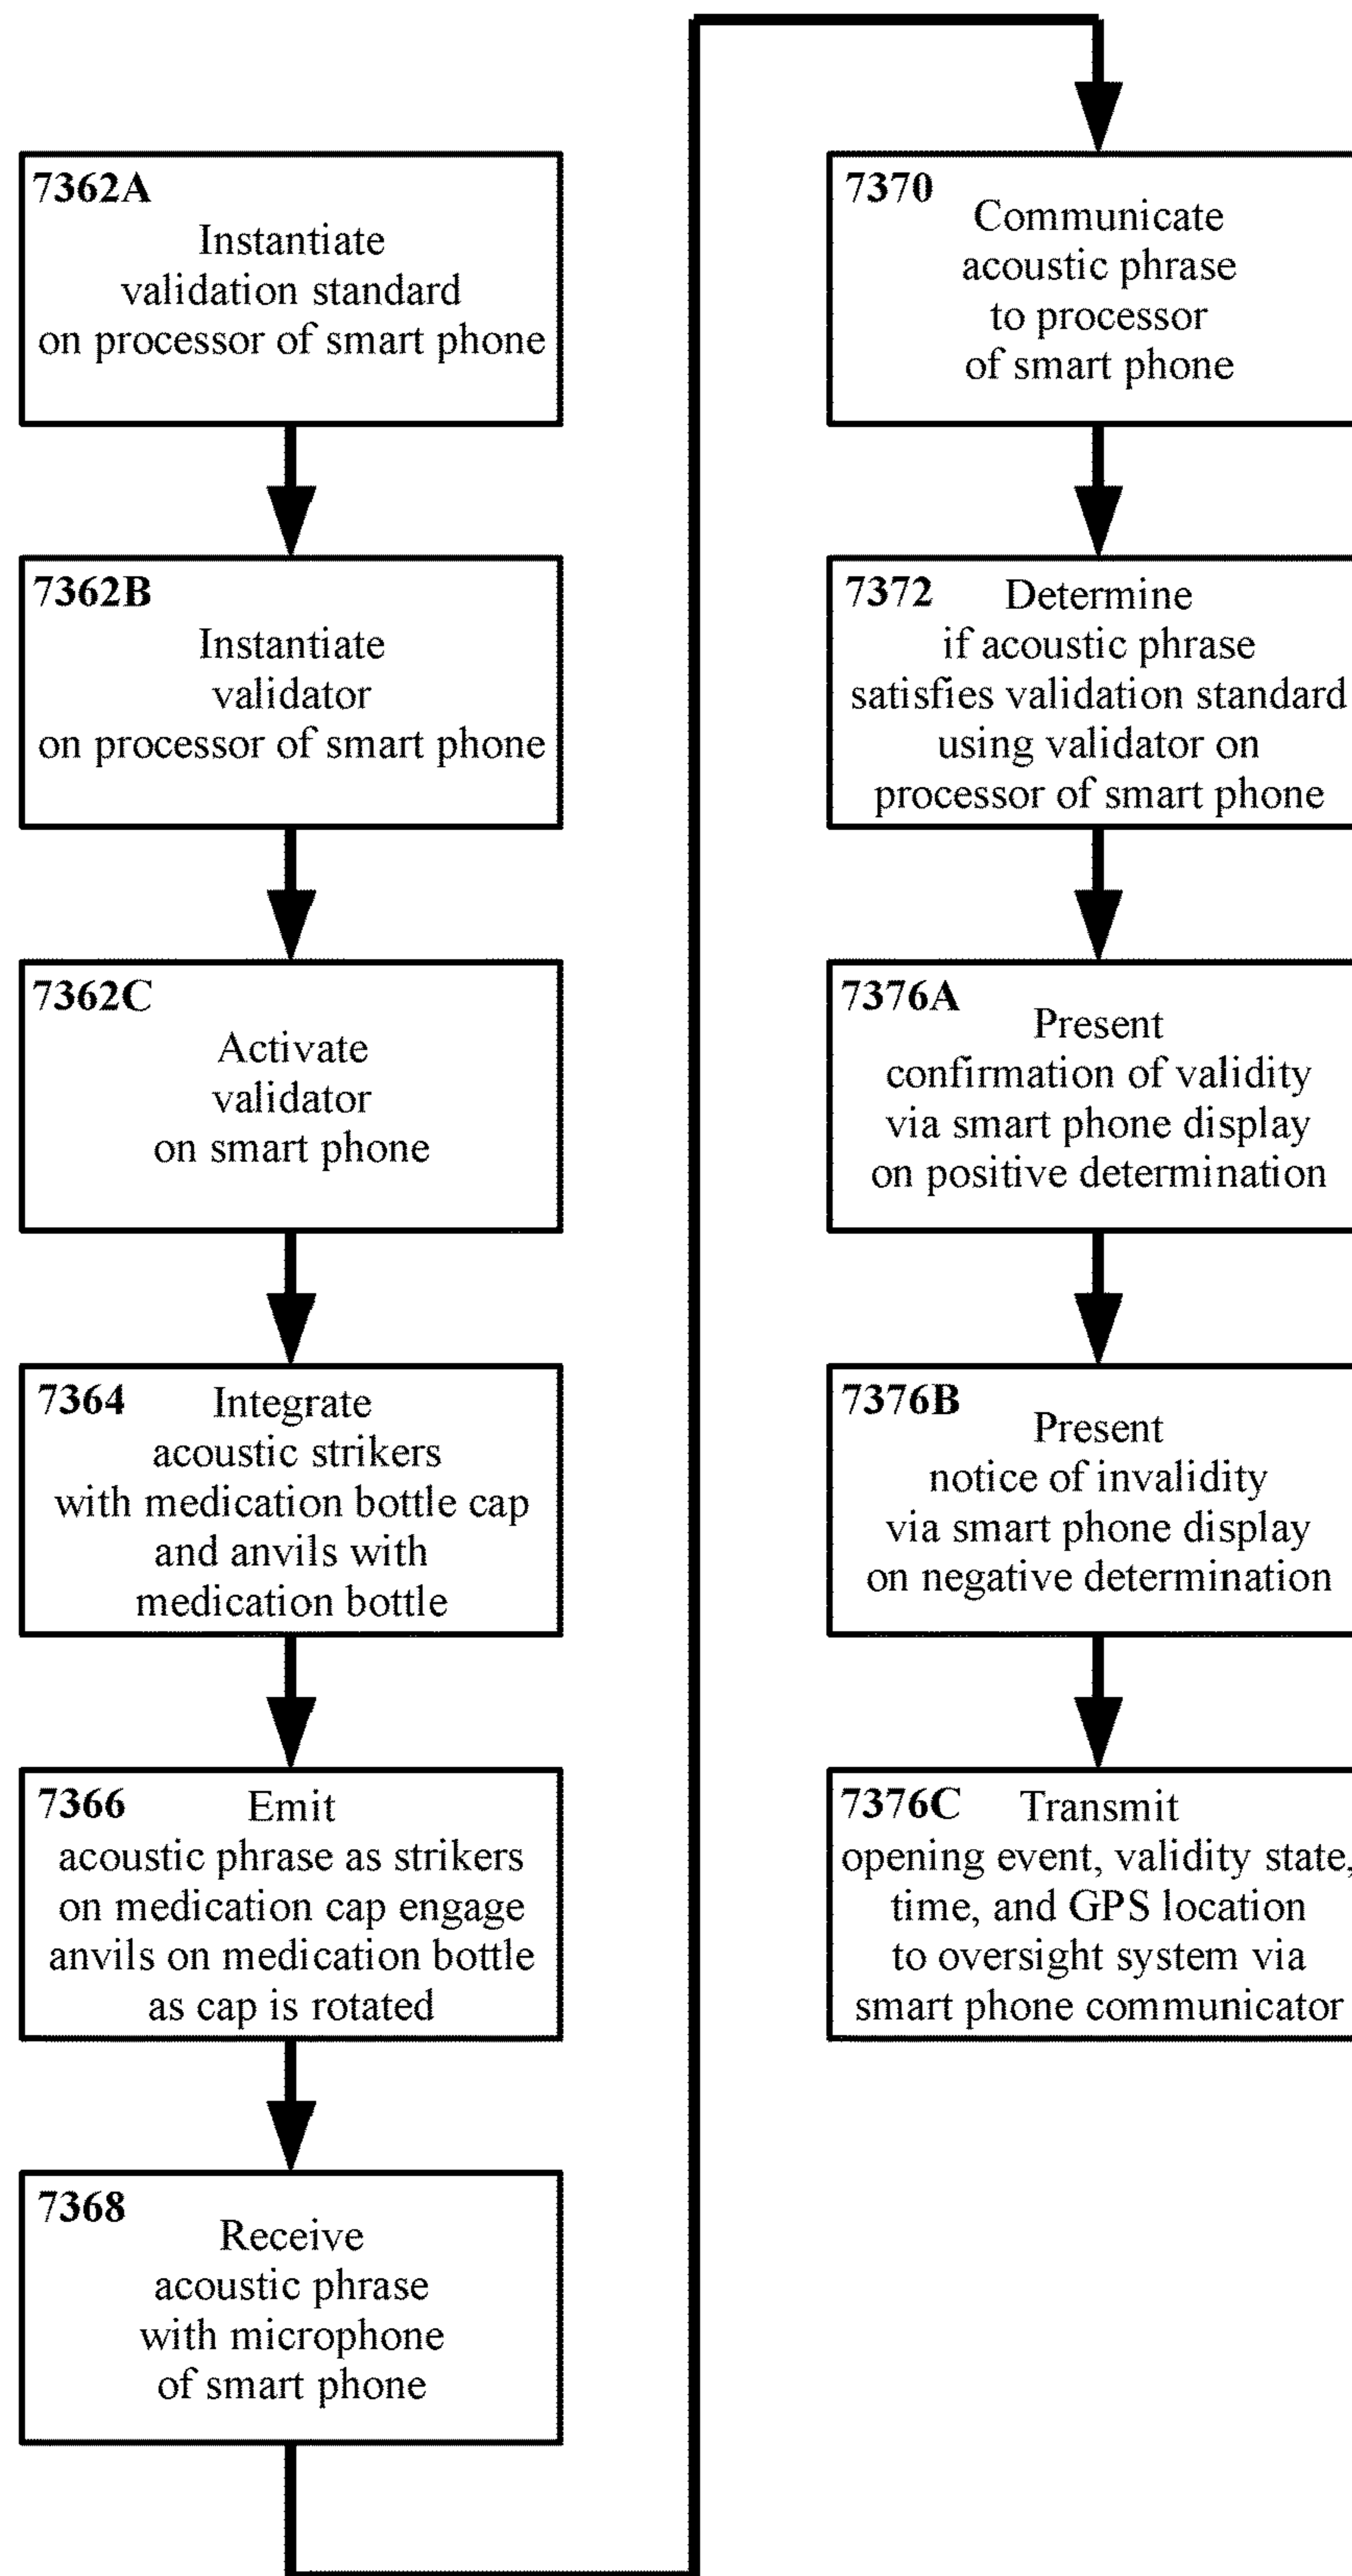 7362A
Instantiate
validation standard
on processor of smart phone
7362B
Instantiate
validator
on processor of smart phone
7362C
Activate
validator
on smart phone
7364 Integrate
acoustic strikers
with medication bottle cap
and anvils with
medication bottle
7366 Emit
acoustic phrase as strikers
on medication cap engage
anvils on medication bottle
as cap is rotated
7368
Receive
acoustic phrase
with microphone
of smart phone
7370
Communicate
acoustic phrase
to processor
of smart phone
7372 Determine
if acoustic phrase
satisfies validation standard
using validator on
processor of smart phone
7376A
Present
confirmation of validity
via smart phone display
on positive determination
7376B
Present
notice of invalidity
via smart phone display
on negative determination
7376C Transmit
opening event, validity state,
time, and GPS location
to oversight system via
smart phone communicator